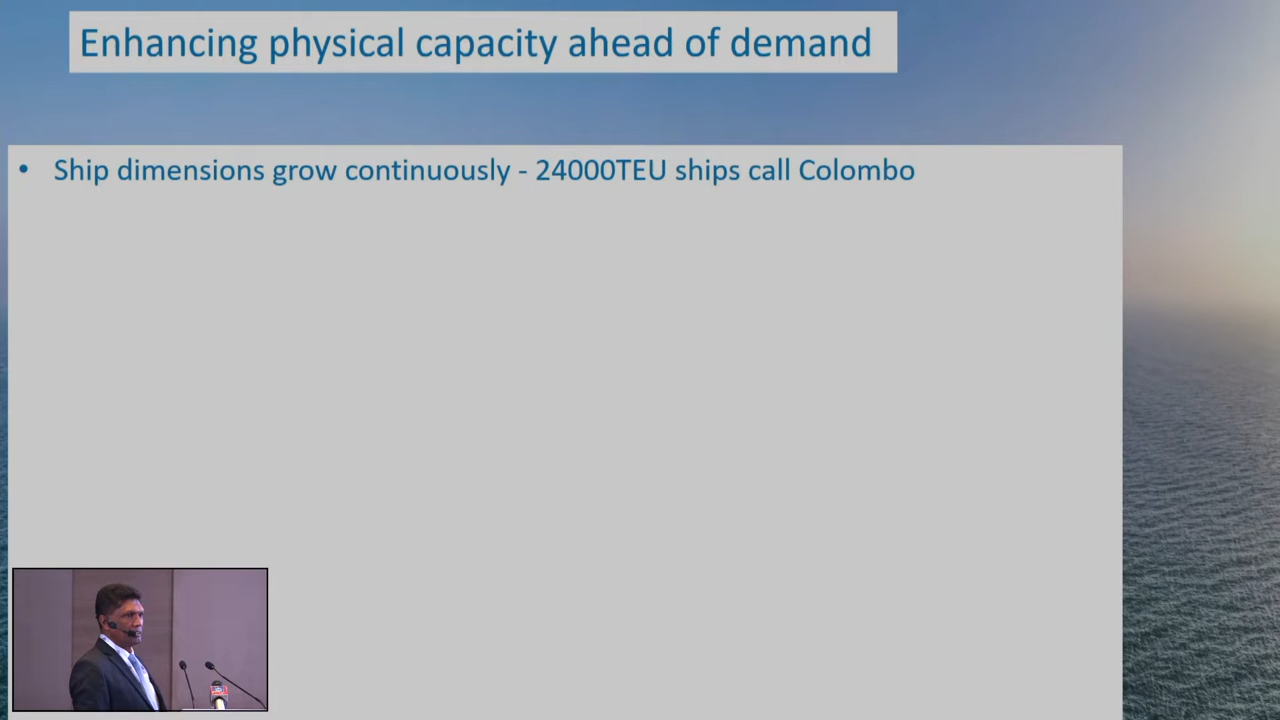 Enhancing physical capacity ahead of demand
• Ship dimensions grow continuously - 24000TEU ships call Colombo